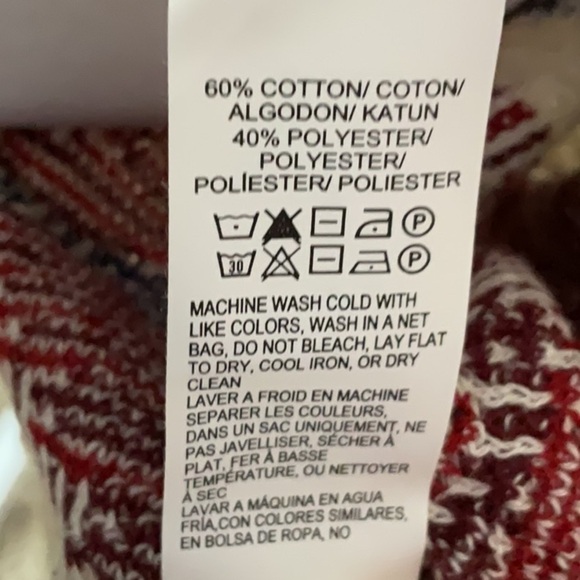 60% COTTON/ COTON/
ALGODON/ KATUN
40% POLYESTER/
POLYESTER/
POLİESTER/ POLIESTER
P
30 P
MACHINE WASH COLD WITH
LIKE COLORS, WASH IN A NET
BAG, DO NOT BLEACH, LAY FLAT
TO DRY, COOL IRON, OR DRY
CLEAN
LAVER A FROID EN MACHINE
SEPARER LES COULEURS,
DANS UN SAC UNIQUEMENT, NE
PAS JAVELLISER, SÉCHER À
PLAT, FER À BASSE
TEMPÉRATURE, OU NETTOYER
À SEC
LAVAR A MÁQUINA EN AGUA
FRÍA,CON COLORES SIMILARES,
EN BOLSA DE ROPA, NO